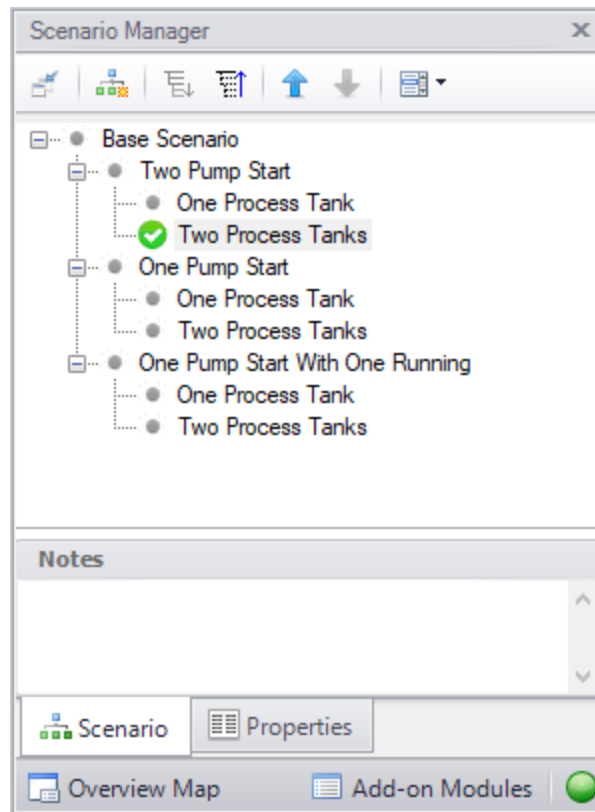 Scenario Manager
Base Scenario
Two Pump Start
One Process Tank
Two Process Tanks
One Pump Start
One Process Tank
Two Process Tanks
One Pump Start With One Running
One Process Tank
Two Process Tanks
Notes
Scenario Properties
Overview Map Add-on Modules